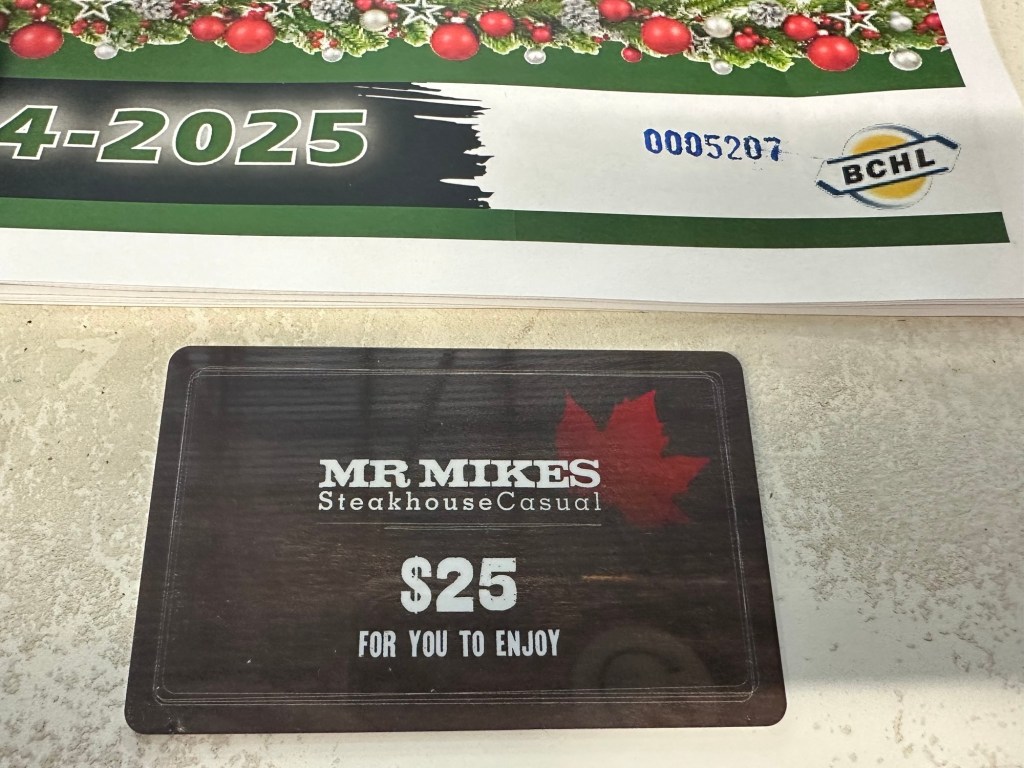 4-2025
0005207
BCHL
MR MIKES
SteakhouseCasual
$25
FOR YOU TO ENJOY